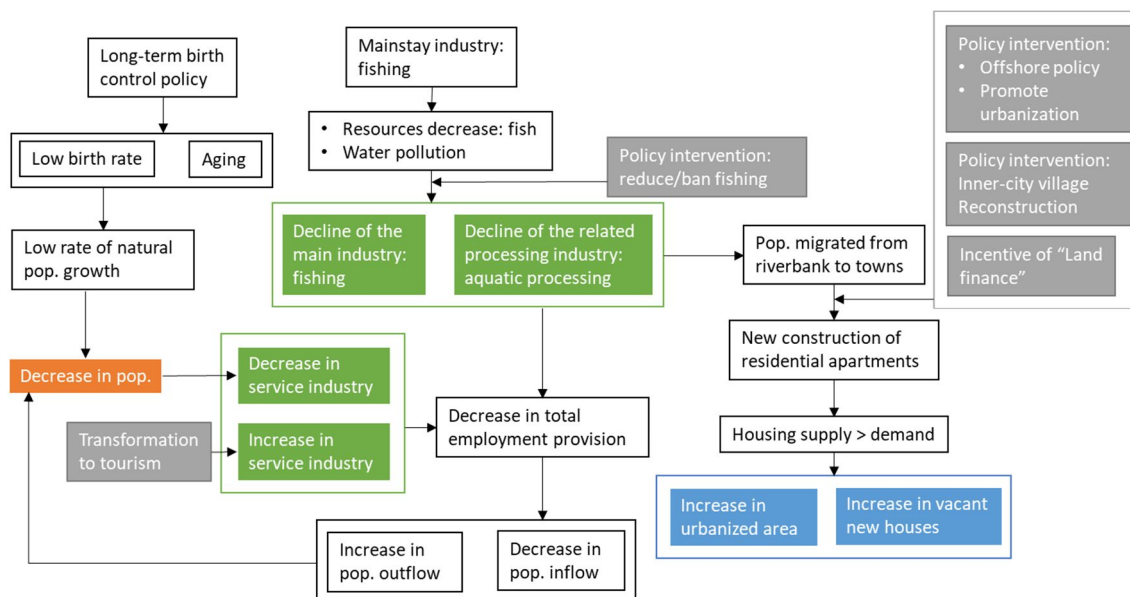 Long-term birth
control policy
Low birth rate
Aging
Low rate of natural
pop. growth
Decrease in pop.
Transformation
to tourism
Mainstay industry:
fishing
• Resources decrease: fish
• Water pollution
Policy intervention:
reduce/ban fishing
Decline of the
main industry:
fishing
Decline of the related
processing industry:
aquatic processing
Decrease in
service industry
Increase in
service industry
Decrease in total
employment provision
Increase in
pop. outflow
Decrease in
pop. inflow
Pop. migrated from
riverbank to towns
Policy intervention:
• Offshore policy
• Promote
urbanization
Policy intervention:
Inner-city village
Reconstruction
Incentive of “Land
finance”
New construction of
residential apartments
Housing supply > demand
Increase in
urbanized area
Increase in vacant
new houses